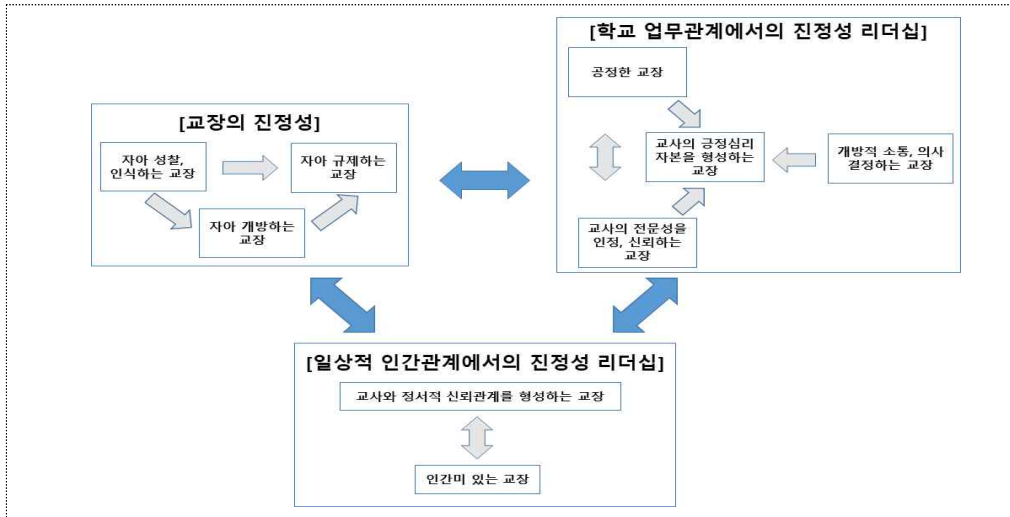 [교장의 진정성]
자아 성찰,
인식하는 교장
자아 규제하는
교장
자아 개방하는
교장
[학교 업무관계에서의 진정성 리더십]
공정한 교장
교사의 긍정심리
자본을 형성하는
교장
개방적 소통, 의사
결정하는 교장
교사의 전문성을
인정, 신뢰하는
교장
[일상적 인간관계에서의 진정성 리더십]
교사와 정서적 신뢰관계를 형성하는 교장
인간미 있는 교장